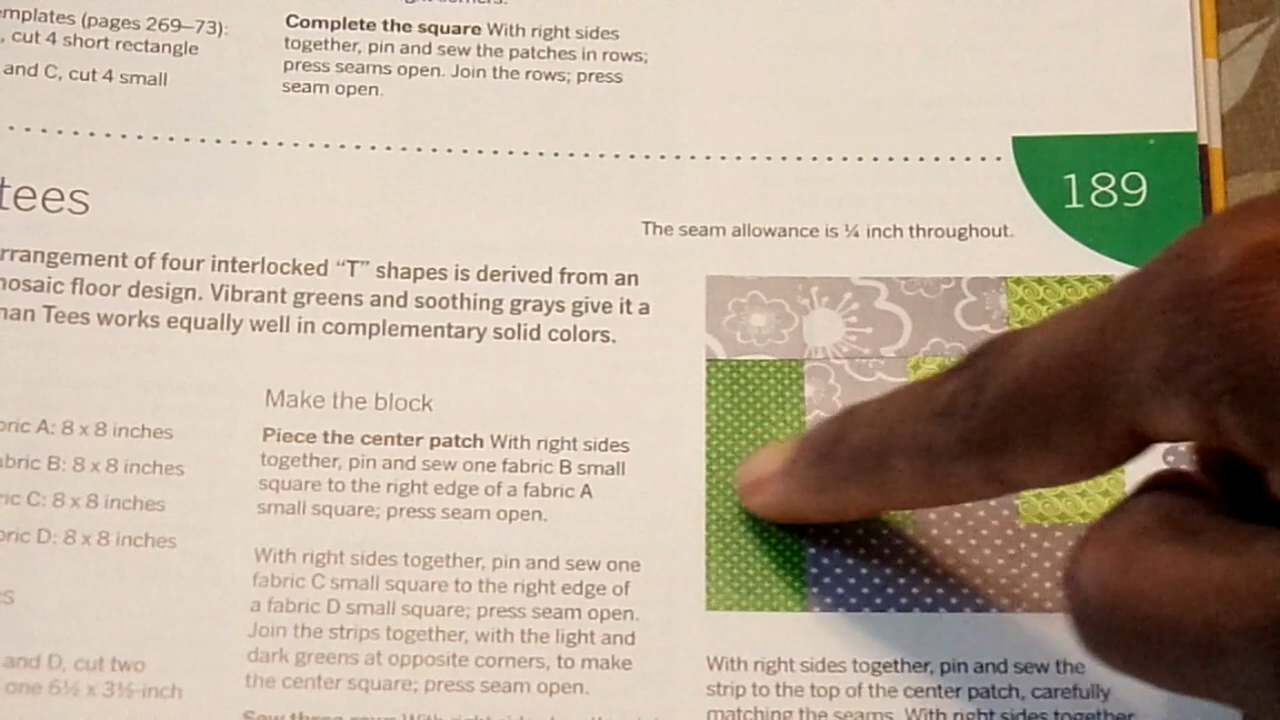 mplates (pages 269–73):
, cut 4 short rectangle
and C, cut 4 small
Complete the square With right sides
together, pin and sew the patches in rows;
press seams open. Join the rows; press
seam open.
189
tees
The seam allowance is ¼ inch throughout.
rrangement of four interlocked “T” shapes is derived from an
mosaic floor design. Vibrant greens and soothing grays give it a
man Tees works equally well in complementary solid colors.
bric A: 8 x 8 inches
abric B: 8 x 8 inches
ric C: 8 x 8 inches
bric D: 8 x 8 inches
s
and D, cut two
one 6½ x 3½-inch
Make the block
Piece the center patch With right sides
together, pin and sew one fabric B small
square to the right edge of a fabric A
small square; press seam open.
With right sides together, pin and sew one
fabric C small square to the right edge of
a fabric D small square; press seam open.
Join the strips together, with the light and
dark greens at opposite corners, to make
the center square; press seam open.
With right sides together, pin and sew the
strip to the top of the center patch, carefully
matching the seams. With right sides together